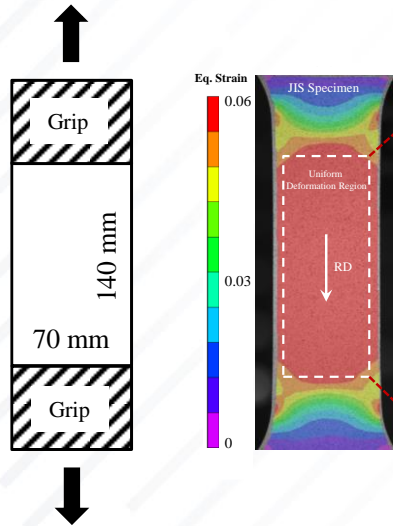 Grip
140 mm
70 mm
Grip
Eq. Strain
0.06
0.03
0
JIS Specimen
Uniform
Deformation Region
RD